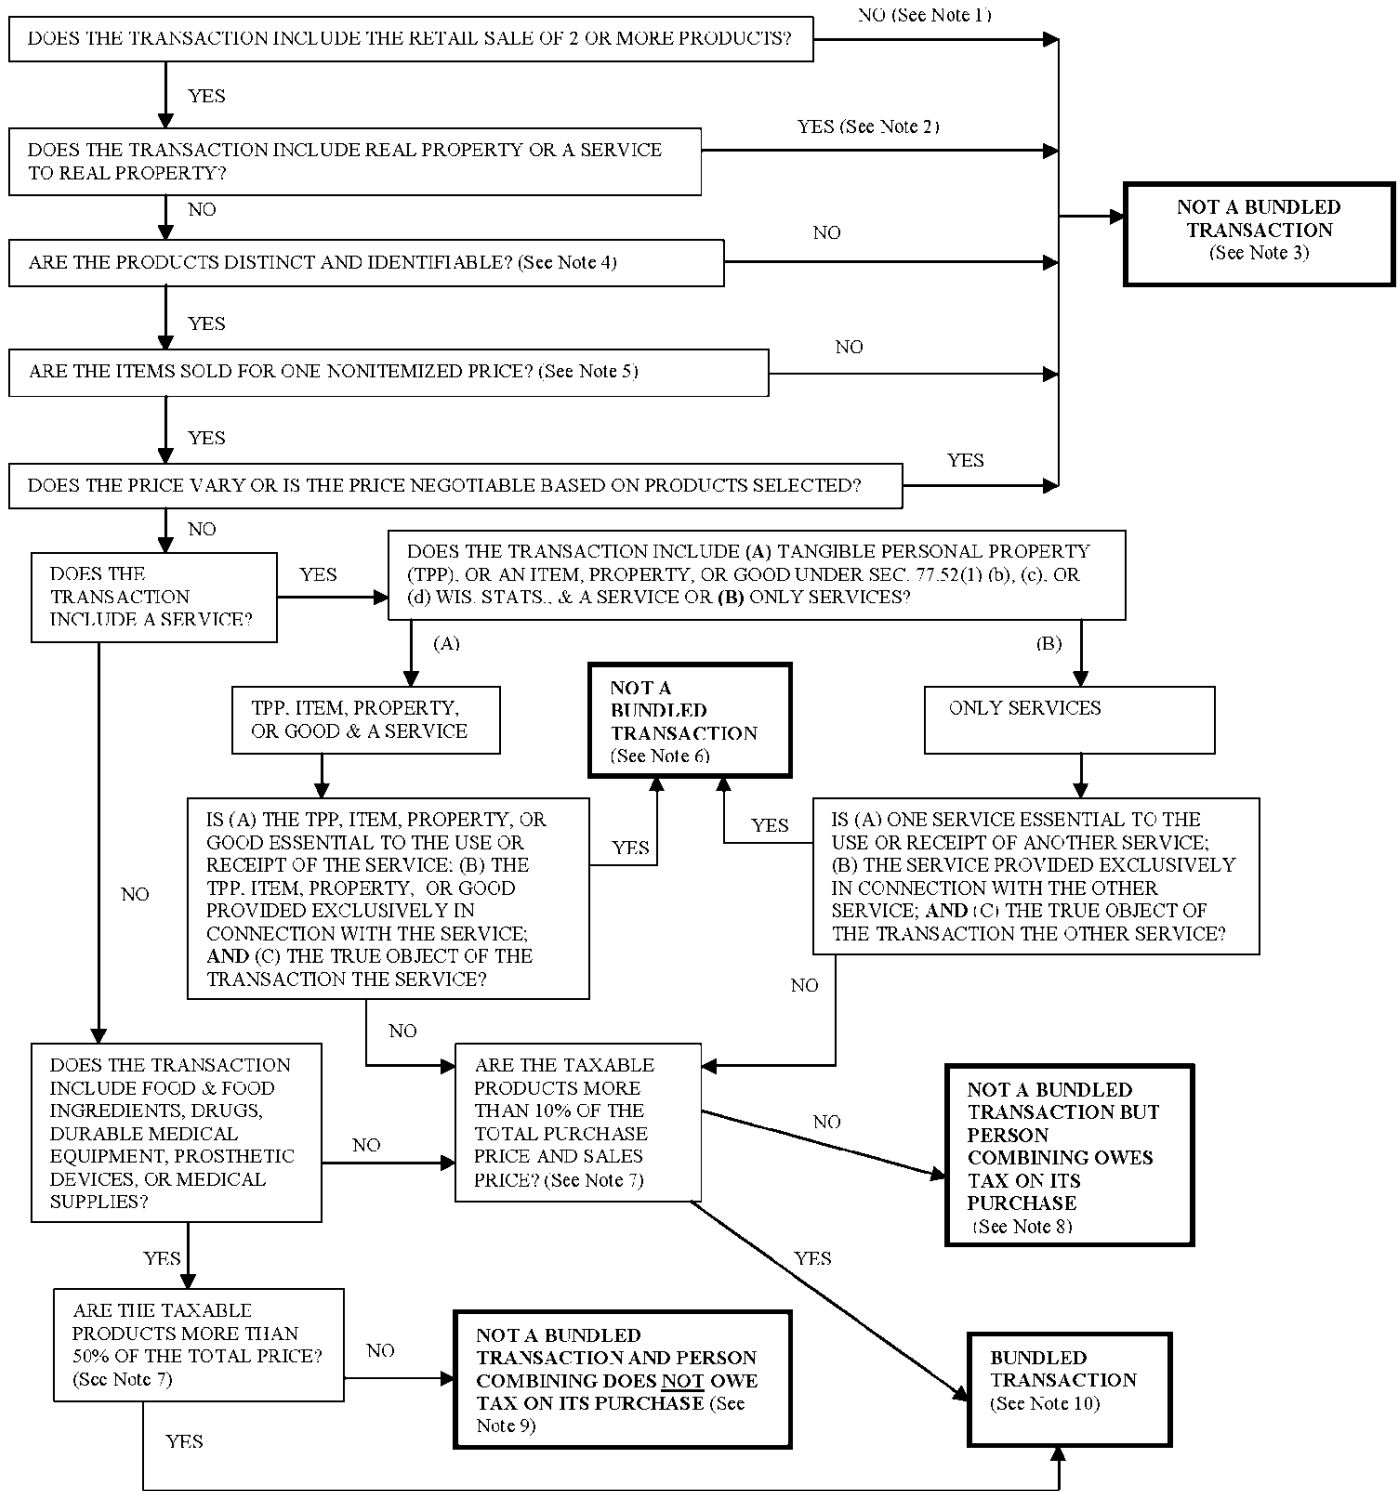 NO (See Note 1)
DOES THE TRANSACTION INCLUDE THE RETAIL SALE OF 2 OR MORE PRODUCTS?
YES
YES (See Note 2)
DOES THE TRANSACTION INCLUDE REAL PROPERTY OR A SERVICE
TO REAL PROPERTY?
NOT A BUNDLED
TRANSACTION
(See Note 3)
NO
NO
ARE THE PRODUCTS DISTINCT AND IDENTIFIABLE? (See Note 4)
YES
NO
ARE THE ITEMS SOLD FOR ONE NONITEMIZED PRICE? (See Note 5)
YES
YES
DOES THE PRICE VARY OR IS THE PRICE NEGOTIABLE BASED ON PRODUCTS SELECTED?
NO
DOES THE
TRANSACTION
INCLUDE A SERVICE?
YES
DOES THE TRANSACTION INCLUDE (A) TANGIBLE PERSONAL PROPERTY
(TPP), OR AN ITEM, PROPERTY, OR GOOD UNDER SEC. 77.52(1) (b), (c), OR
(d) WIS. STATS., & A SERVICE OR (B) ONLY SERVICES?
(A)
(B)
TPP, ITEM, PROPERTY,
OR GOOD & A SERVICE
NOT A
BUNDLED
TRANSACTION
(See Note 6)
ONLY SERVICES
IS (A) THE TPP, ITEM, PROPERTY, OR
GOOD ESSENTIAL TO THE USE OR
RECEIPT OF THE SERVICE; (B) THE
TPP, ITEM, PROPERTY, OR GOOD
PROVIDED EXCLUSIVELY IN
CONNECTION WITH THE SERVICE;
AND (C) THE TRUE OBJECT OF THE
TRANSACTION THE SERVICE?
YES
YES
IS (A) ONE SERVICE ESSENTIAL TO THE
USE OR RECEIPT OF ANOTHER SERVICE;
(B) THE SERVICE PROVIDED EXCLUSIVELY
IN CONNECTION WITH THE OTHER
SERVICE; AND (C) THE TRUE OBJECT OF
THE TRANSACTION THE OTHER SERVICE?
NO
NO
NO
DOES THE TRANSACTION
INCLUDE FOOD & FOOD
INGREDIENTS, DRUGS,
DURABLE MEDICAL
EQUIPMENT, PROSTHETIC
DEVICES, OR MEDICAL
SUPPLIES?
NO
ARE THE TAXABLE
PRODUCTS MORE
THAN 10% OF THE
TOTAL PURCHASE
PRICE AND SALES
PRICE? (See Note 7)
NO
NOT A BUNDLED
TRANSACTION BUT
PERSON
COMBINING OWES
TAX ON ITS
PURCHASE
(See Note 8)
YES
YES
ARE THE TAXABLE
PRODUCTS MORE THAN
50% OF THE TOTAL PRICE?
(See Note 7)
NO
NOT A BUNDLED
TRANSACTION AND PERSON
COMBINING DOES NOT OWE
TAX ON ITS PURCHASE (See
Note 9)
BUNDLED
TRANSACTION
(See Note 10)
YES